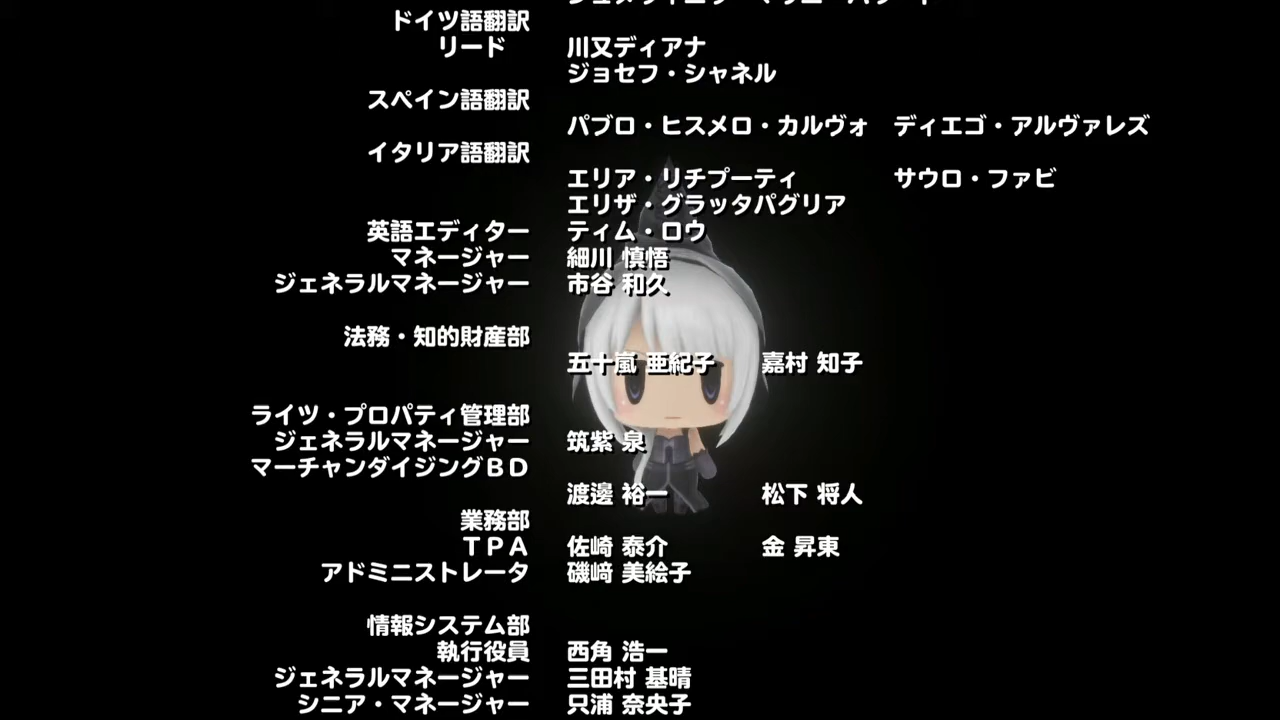 ドイツ語翻訳
リード 川又ディアナ
ジョセフ・シャネル
スペイン語翻訳
パブロ・ヒスメロ・カルヴォ ディエゴ・アルヴァレズ
イタリア語翻訳
エリア・リチプーティ サウロ・ファビ
エリザ・グラッタパグリア
英語エディター ティム・ロウ
マネージャー 細川 慎悟
ジェネラルマネージャー 市谷 和久
法務・知的財産部
五十嵐 亜紀子 嘉村 知子
ライツ・プロパティ管理部
ジェネラルマネージャー 筑紫 泉
マーチャンダイジングＢＤ
渡邊 裕一 松下 将人
業務部
ＴＰＡ 佐崎 泰介 金 昇東
アドミニストレータ 磯﨑 美絵子
情報システム部
執行役員 西角 浩一
ジェネラルマネージャー 三田村 基晴
シニア・マネージャー 只浦 奈央子